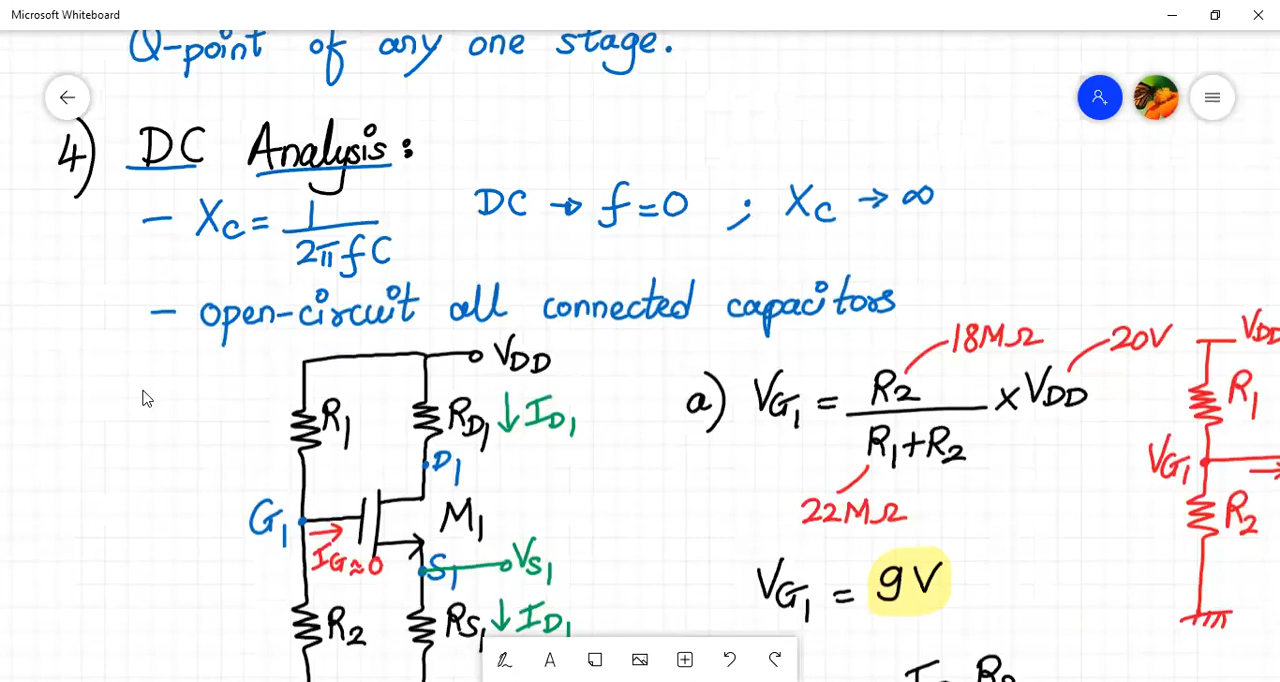 Microsoft Whiteboard
Q-point of any one stage.
4) DC Analysis:
- Xc = 1 / 2πfC DC → f=0 ; Xc → ∞
- open-circuit all connected capacitors
VDD
R1
RD1 ↓ ID1
D1
G1
M1
IG≈0
S1
VS1
R2
RS1 ↓ ID1
a) VG1 = R2 / R1+R2 x VDD
18MΩ
20V
22MΩ
VG1 = 9V
VDD
R1
VG1
R2